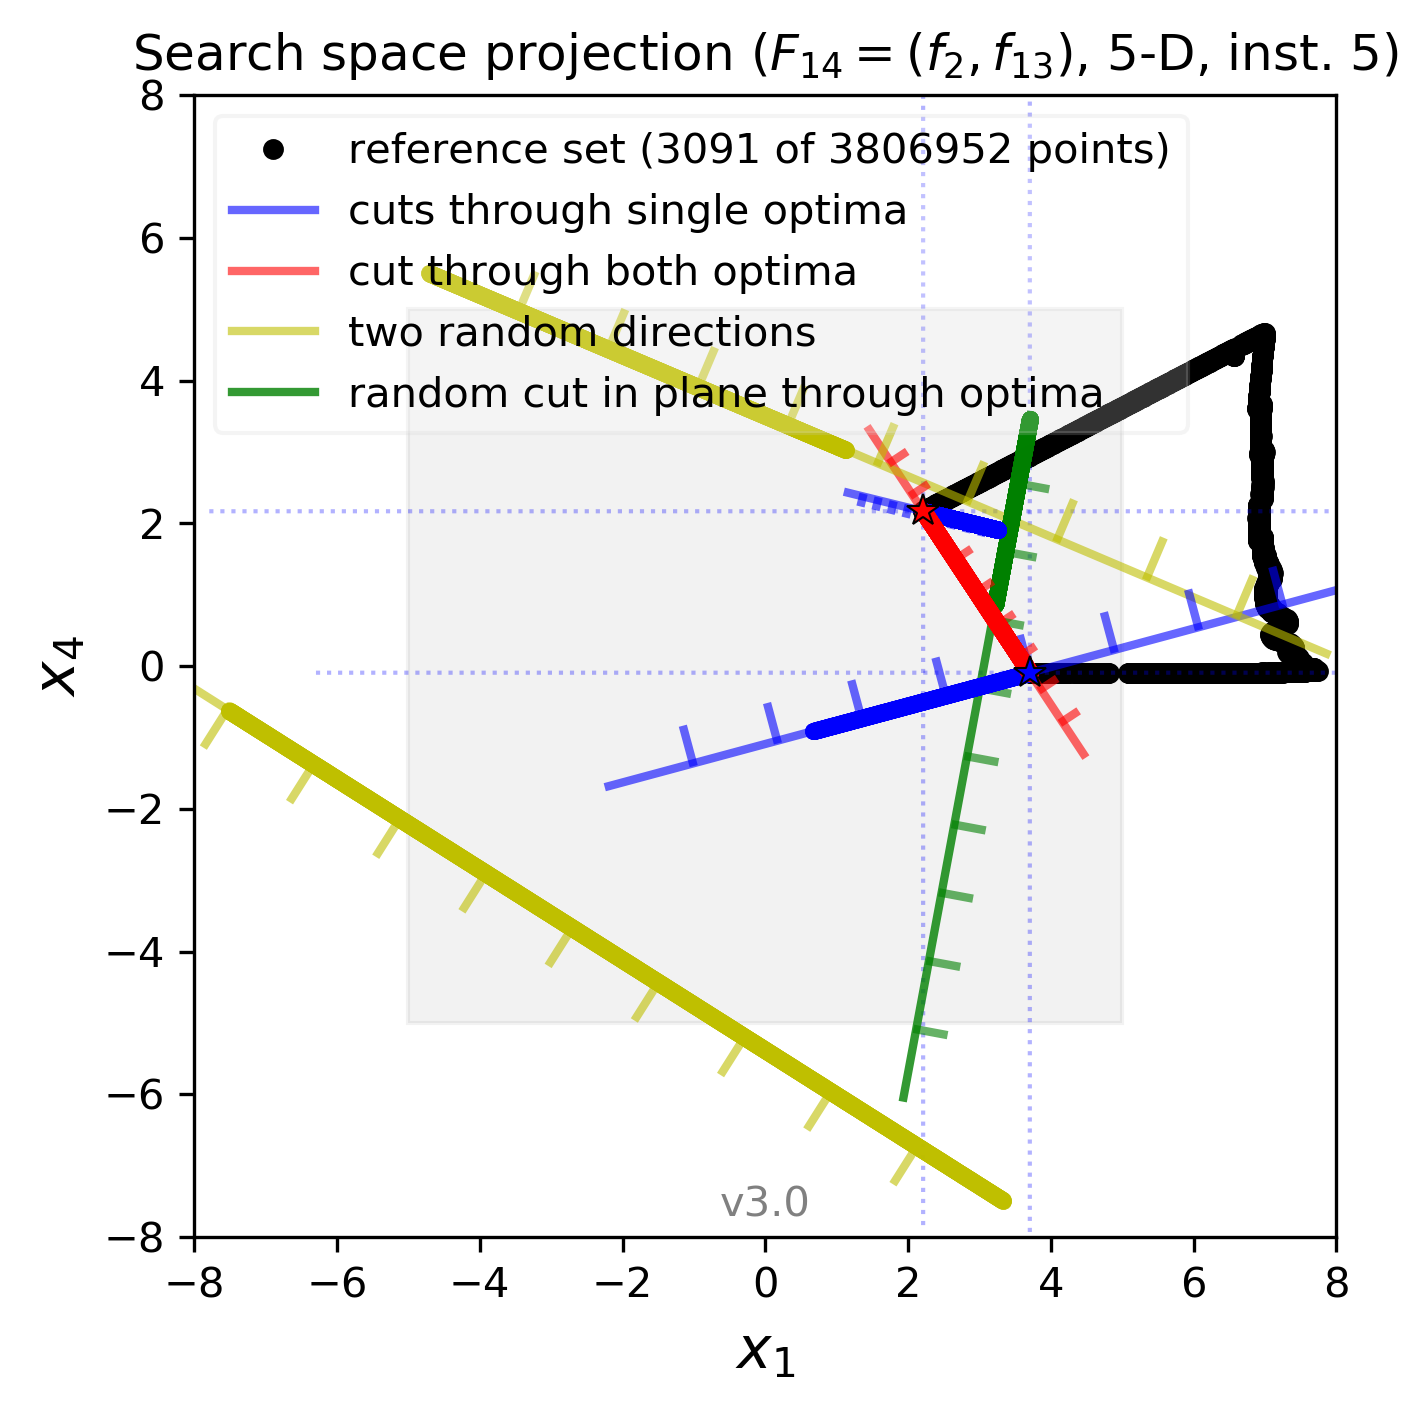 Search space projection (F14 = (f2, f13), 5-D, inst. 5)
8
reference set (3091 of 3806952 points)
cuts through single optima
6
cut through both optima
two random directions
4
random cut in plane through optima
2
x4
0
−2
−4
−6
v3.0
−8
−8 −6 −4 −2 0 2 4 6 8
x1